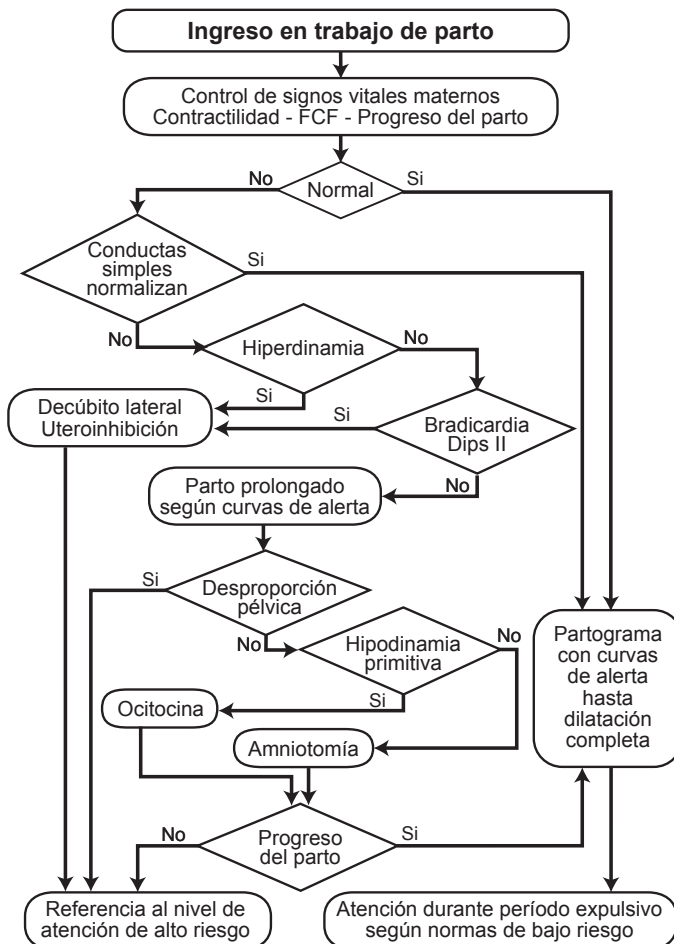 Ingreso en trabajo de parto
Control de signos vitales maternos
Contractilidad - FCF - Progreso del parto
No
Normal
Si
Conductas
simples
normalizan
Si
No
Hiperdinamia
No
Si
Decúbito lateral
Uteroinhibición
Si
Bradicardia
Dips II
No
Parto prolongado
según curvas de alerta
Si
Desproporción
pélvica
No
Hipodinamia
primitiva
No
Si
Partograma
con curvas
de alerta
hasta
dilatación
completa
Ocitocina
Amniotomía
No
Progreso
del parto
Si
Referencia al nivel de
atención de alto riesgo
Atención durante período expulsivo
según normas de bajo riesgo